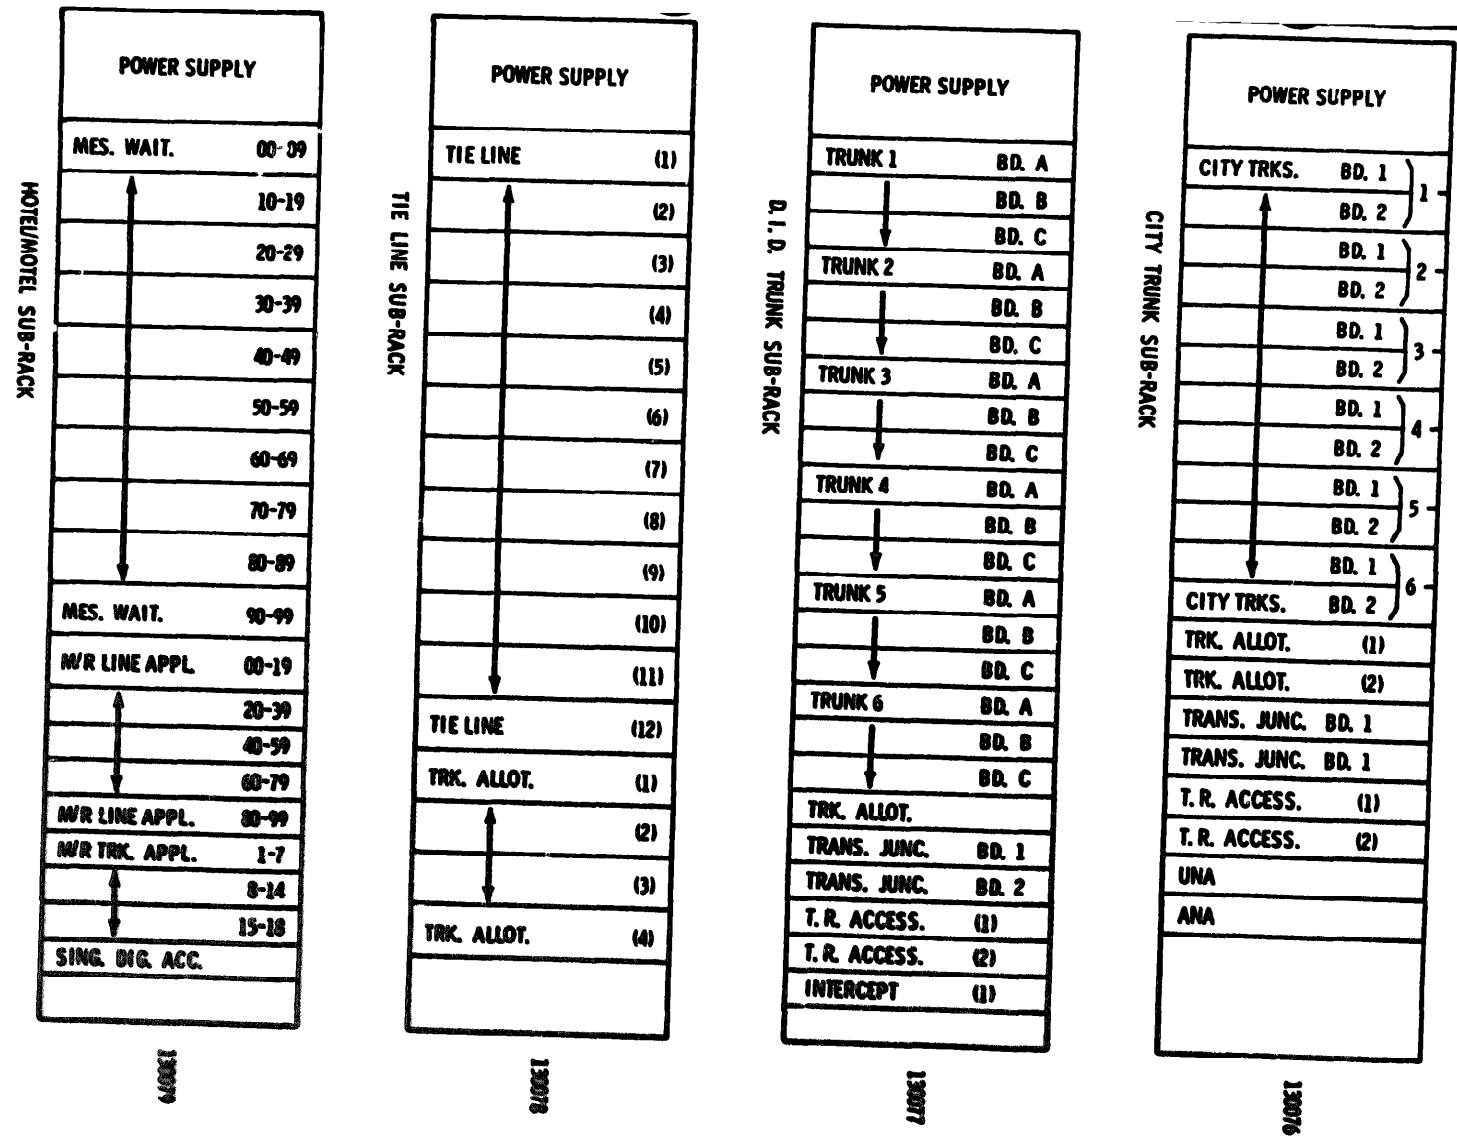 HOTEL/MOTEL SUB-RACK
POWER SUPPLY
MES. WAIT. 00-09
10-19
20-29
30-39
40-49
50-59
60-69
70-79
80-89
MES. WAIT. 90-99
M/R LINE APPL. 00-19
20-39
40-59
60-79
M/R LINE APPL. 80-99
M/R TRK. APPL. 1-7
8-14
15-18
SING. DIG. ACC.
130079
TIE LINE SUB-RACK
POWER SUPPLY
TIE LINE (1)
(2)
(3)
(4)
(5)
(6)
(7)
(8)
(9)
(10)
(11)
TIE LINE (12)
TRK. ALLOT. (1)
(2)
(3)
TRK. ALLOT. (4)
130078
D.I.D. TRUNK SUB-RACK
POWER SUPPLY
TRUNK 1 BD. A
BD. B
BD. C
TRUNK 2 BD. A
BD. B
BD. C
TRUNK 3 BD. A
BD. B
BD. C
TRUNK 4 BD. A
BD. B
BD. C
TRUNK 5 BD. A
BD. B
BD. C
TRUNK 6 BD. A
BD. B
BD. C
TRK. ALLOT.
TRANS. JUNC. BD. 1
TRANS. JUNC. BD. 2
T.R. ACCESS. (1)
T.R. ACCESS. (2)
INTERCEPT (1)
130077
CITY TRUNK SUB-RACK
POWER SUPPLY
CITY TRKS. BD. 1
1
BD. 2
BD. 1
2
BD. 2
BD. 1
3
BD. 2
BD. 1
4
BD. 2
BD. 1
5
BD. 2
BD. 1
6
CITY TRKS. BD. 2
TRK. ALLOT. (1)
TRK. ALLOT. (2)
TRANS. JUNC. BD. 1
TRANS. JUNC. BD. 1
T.R. ACCESS. (1)
T.R. ACCESS. (2)
UNA
ANA
130076